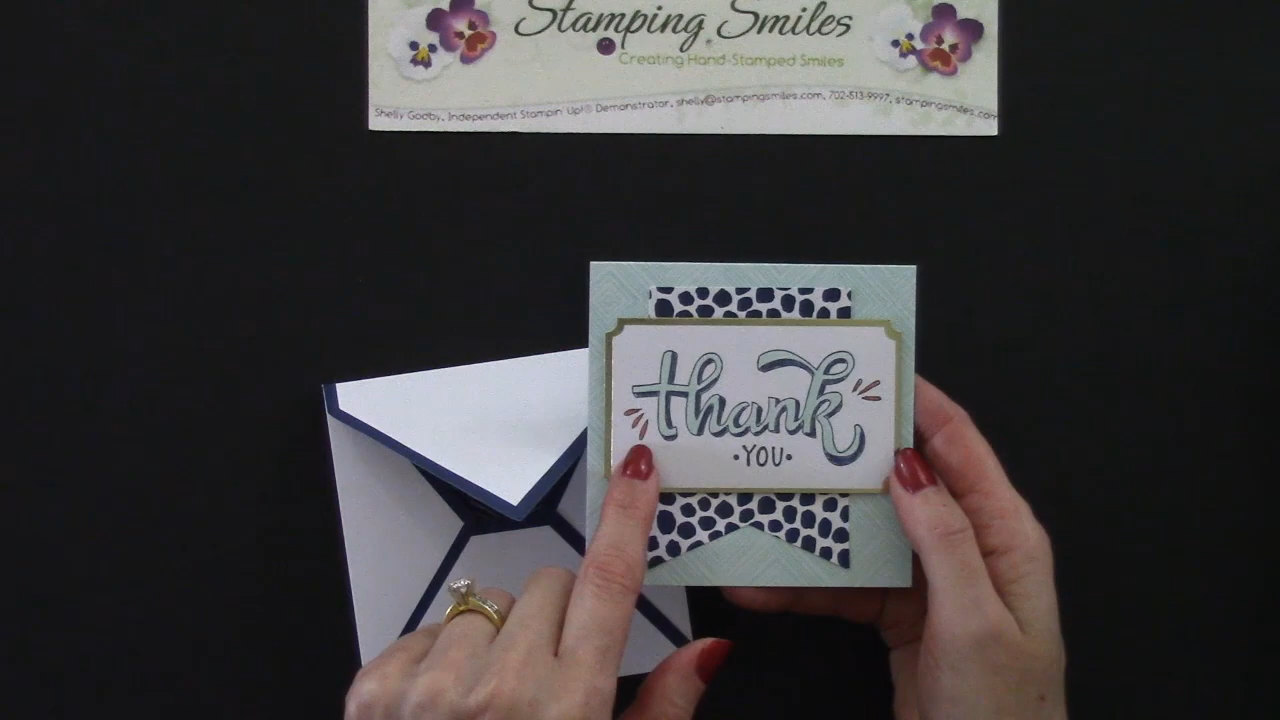 Stamping Smiles
Creating Hand-Stamped Smiles
Shelly Godby, Independent Stampin' Up!® Demonstrator, shelly@stampingsmiles.com, 702-513-9997, stampingsmiles.com
thank
•YOU•